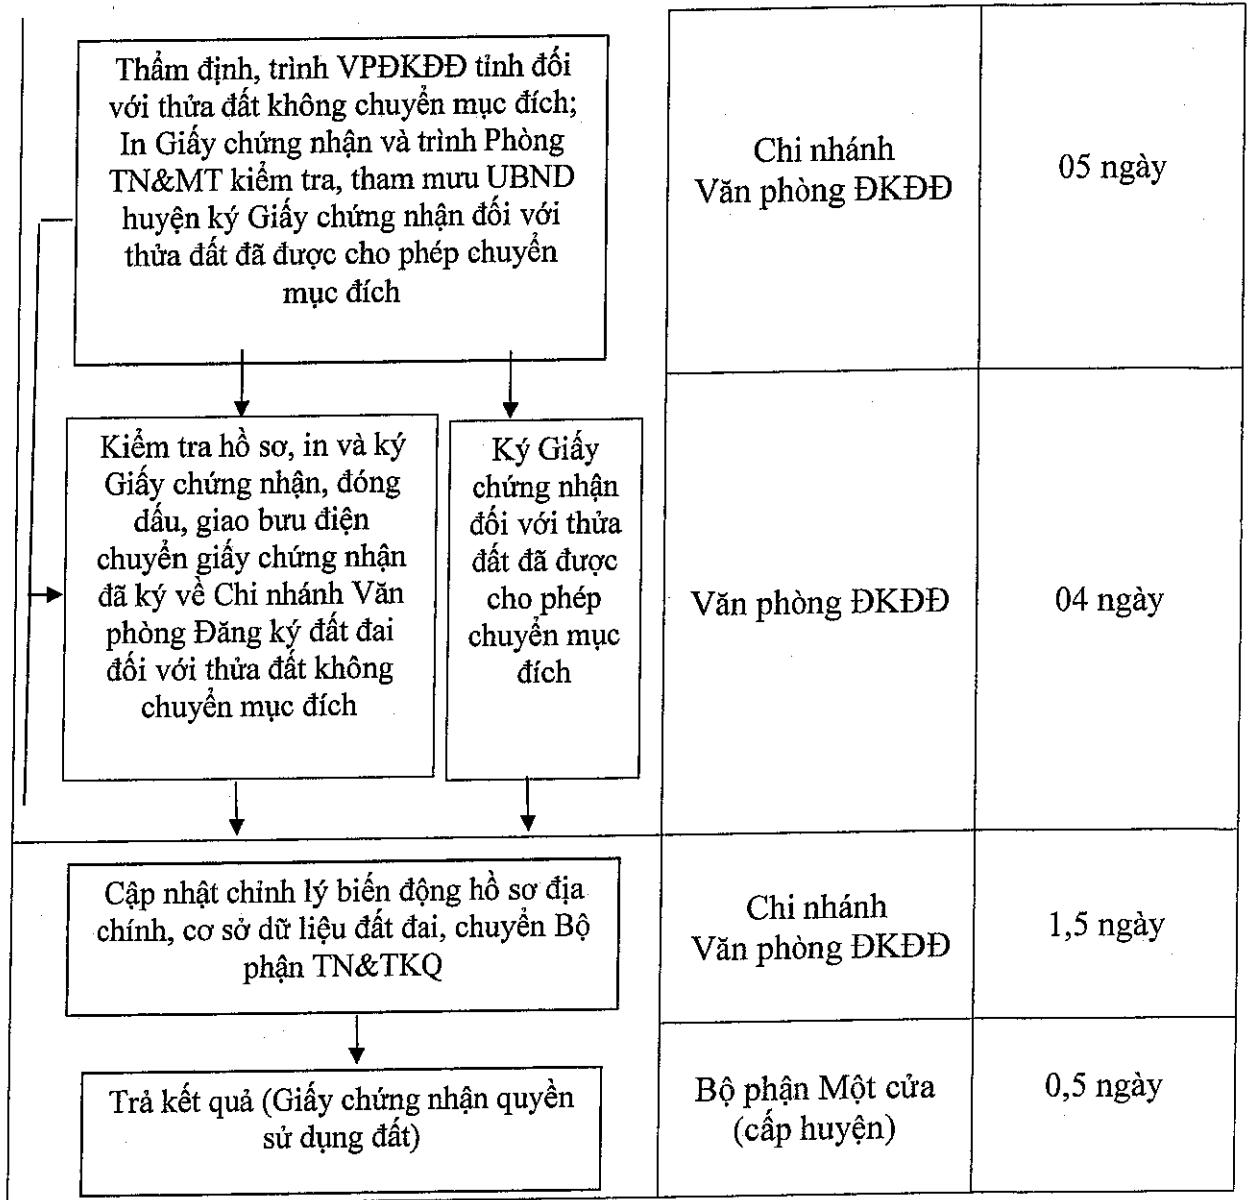 Thẩm định, trình VPĐKĐĐ tỉnh đối
với thửa đất không chuyển mục đích;
In Giấy chứng nhận và trình Phòng
TN&MT kiểm tra, tham mưu UBND
huyện ký Giấy chứng nhận đối với
thửa đất đã được cho phép chuyển
mục đích
Chi nhánh
Văn phòng ĐKĐĐ
05 ngày
Kiểm tra hồ sơ, in và ký
Giấy chứng nhận, đóng
dấu, giao bưu điện
chuyển giấy chứng nhận
đã ký về Chi nhánh Văn
phòng Đăng ký đất đai
đối với thửa đất không
chuyển mục đích
Ký Giấy
chứng nhận
đối với thửa
đất đã được
cho phép
chuyển mục
đích
Văn phòng ĐKĐĐ
04 ngày
Cập nhật chỉnh lý biến động hồ sơ địa
chính, cơ sở dữ liệu đất đai, chuyển Bộ
phận TN&TKQ
Chi nhánh
Văn phòng ĐKĐĐ
1,5 ngày
Trả kết quả (Giấy chứng nhận quyền
sử dụng đất)
Bộ phận Một cửa
(cấp huyện)
0,5 ngày